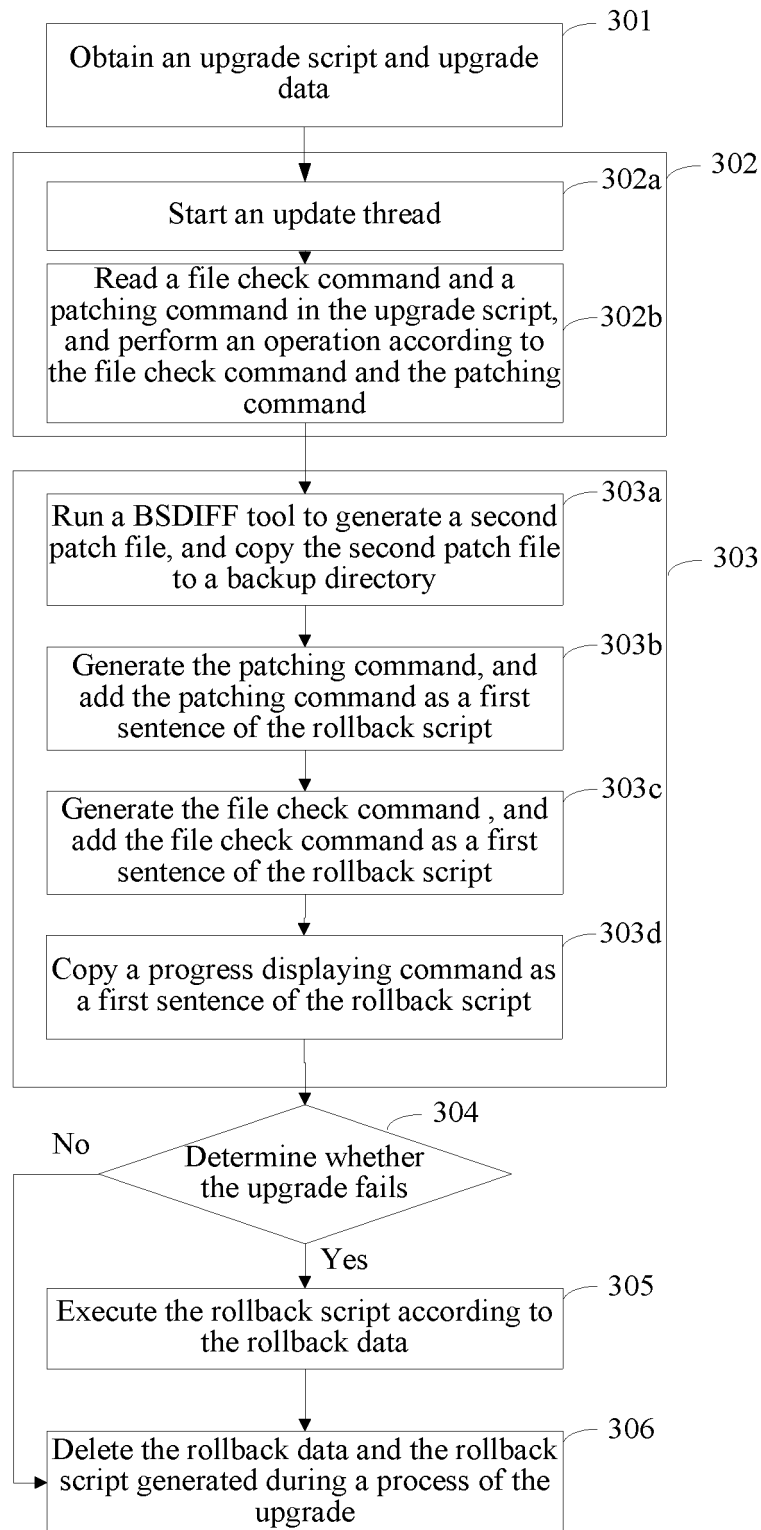 301
Obtain an upgrade script and upgrade
data
302
302a
Start an update thread
302b
Read a file check command and a
patching command in the upgrade script,
and perform an operation according to
the file check command and the patching
command
303
303a
Run a BSDIFF tool to generate a second
patch file, and copy the second patch file
to a backup directory
303b
Generate the patching command, and
add the patching command as a first
sentence of the rollback script
303c
Generate the file check command , and
add the file check command as a first
sentence of the rollback script
303d
Copy a progress displaying command as
a first sentence of the rollback script
304
No
Determine whether
the upgrade fails
Yes
305
Execute the rollback script according to
the rollback data
306
Delete the rollback data and the rollback
script generated during a process of the
upgrade